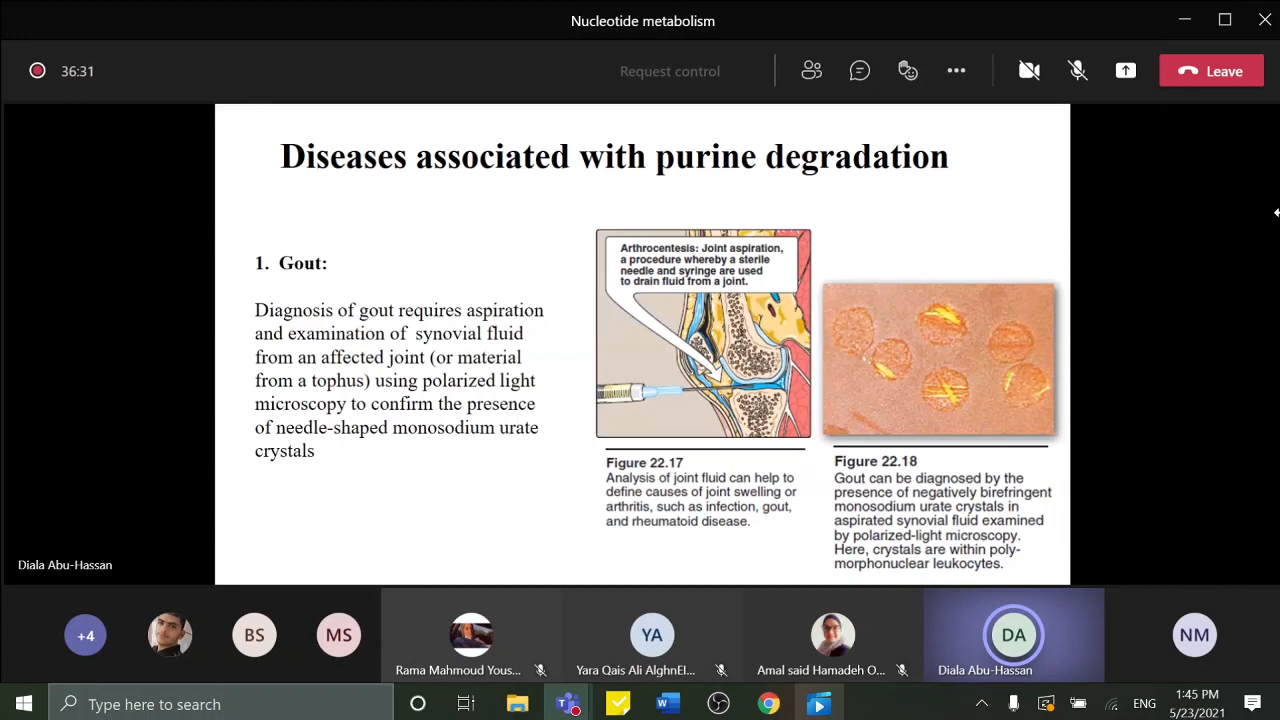 Nucleotide metabolism
36:31
Request control
Leave
Diseases associated with purine degradation
1. Gout:
Diagnosis of gout requires aspiration
and examination of synovial fluid
from an affected joint (or material
from a tophus) using polarized light
microscopy to confirm the presence
of needle-shaped monosodium urate
crystals
Arthrocentesis: Joint aspiration,
a procedure whereby a sterile
needle and syringe are used
to drain fluid from a joint.
Figure 22.17
Analysis of joint fluid can help to
define causes of joint swelling or
arthritis, such as infection, gout,
and rheumatoid disease.
Figure 22.18
Gout can be diagnosed by the
presence of negatively birefringent
monosodium urate crystals in
aspirated synovial fluid examined
by polarized-light microscopy.
Here, crystals are within poly-
morphonuclear leukocytes.
Diala Abu-Hassan
+4
BS
MS
Rama Mahmoud Yous...
YA
Yara Qais Ali AlghnEl...
Amal said Hamadeh O...
DA
Diala Abu-Hassan
NM
Type here to search
ENG
1:45 PM
5/23/2021